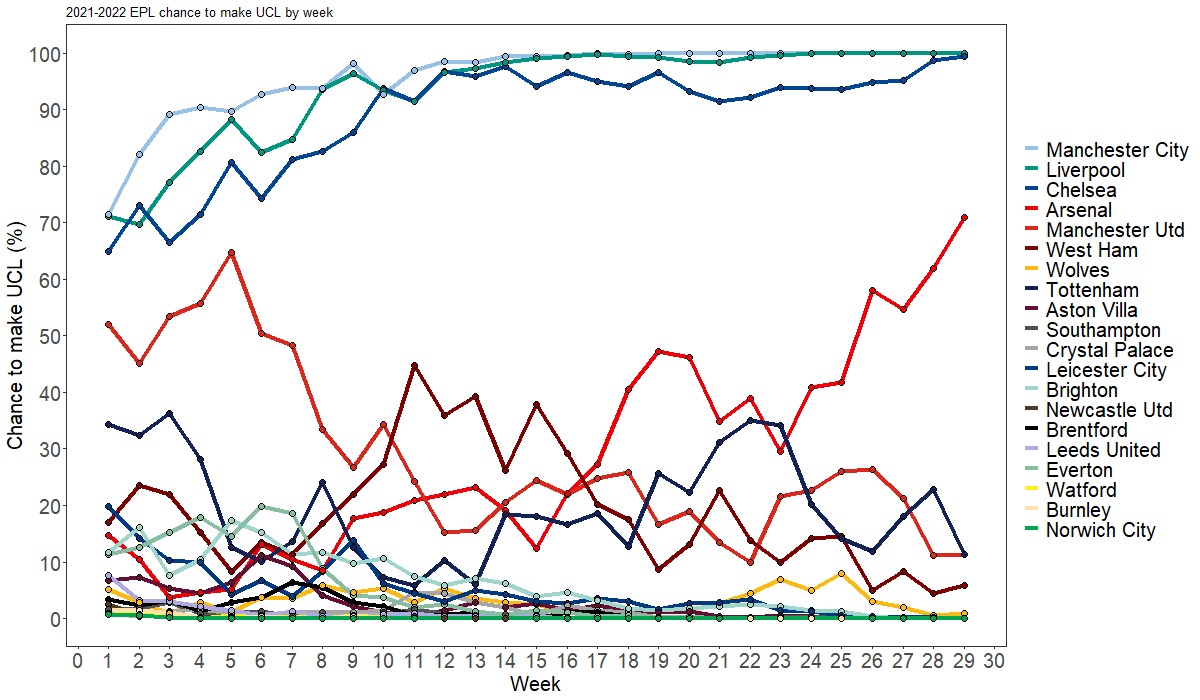 2021-2022 EPL chance to make UCL by week
Chance to make UCL (%)
100
90
80
70
60
50
40
30
20
10
0
0 1 2 3 4 5 6 7 8 9 10 11 12 13 14 15 16 17 18 19 20 21 22 23 24 25 26 27 28 29 30
Week
Manchester City
Liverpool
Chelsea
Arsenal
Manchester Utd
West Ham
Wolves
Tottenham
Aston Villa
Southampton
Crystal Palace
Leicester City
Brighton
Newcastle Utd
Brentford
Leeds United
Everton
Watford
Burnley
Norwich City